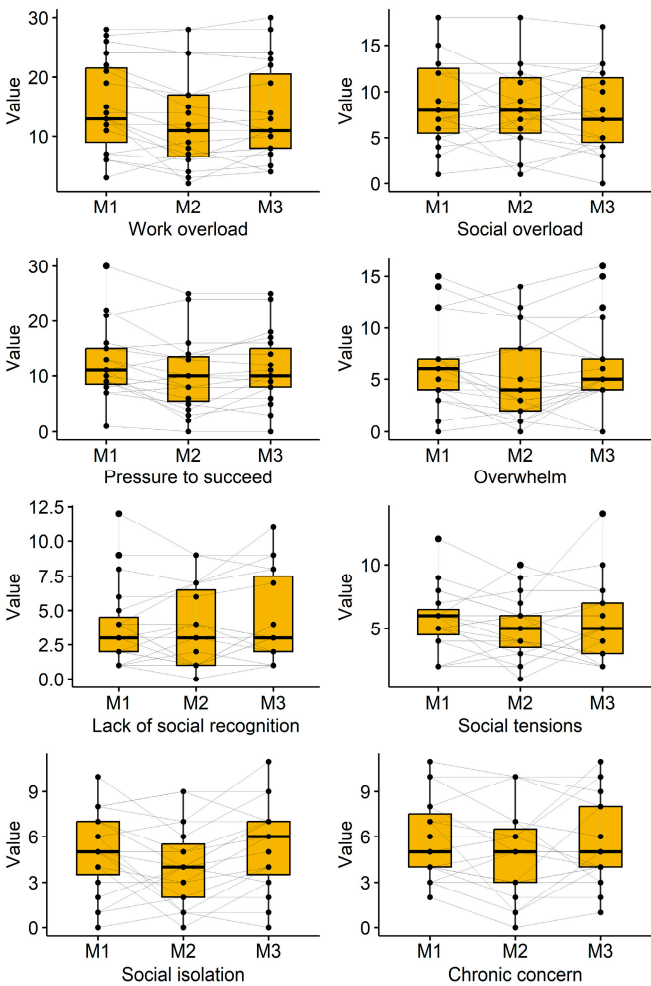 30
20
10
Value
M1 M2 M3
Work overload
15
10
5
0
Value
M1 M2 M3
Social overload
30
20
10
0
Value
M1 M2 M3
Pressure to succeed
15
10
5
0
Value
M1 M2 M3
Overwhelm
12.5
10.0
7.5
5.0
2.5
0.0
Value
M1 M2 M3
Lack of social recognition
10
5
Value
M1 M2 M3
Social tensions
9
6
3
0
Value
M1 M2 M3
Social isolation
9
6
3
0
Value
M1 M2 M3
Chronic concern